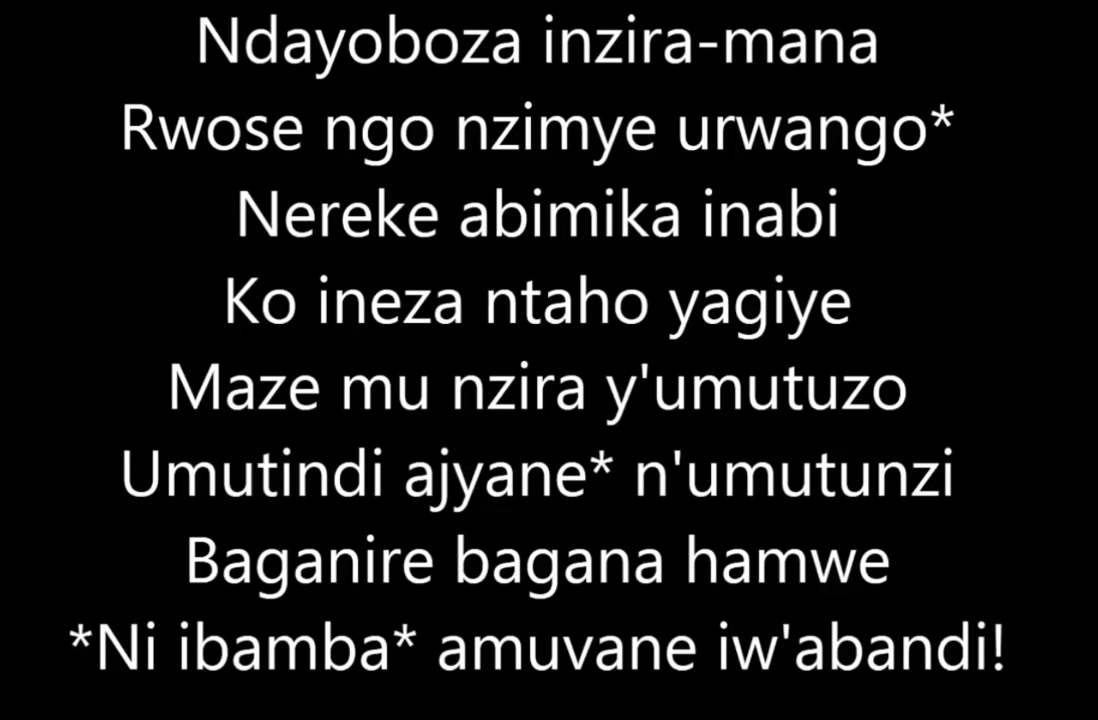 Ndayoboza inzira-mana
Rwose ngo nzimye urwango*
Nereke abimika inabi
Ko ineza ntaho yagiye
Maze mu nzira y'umutuzo
Umutindi ajyane* n'umutunzi
Baganire bagana hamwe
*Ni ibamba* amuvane iw'abandi!